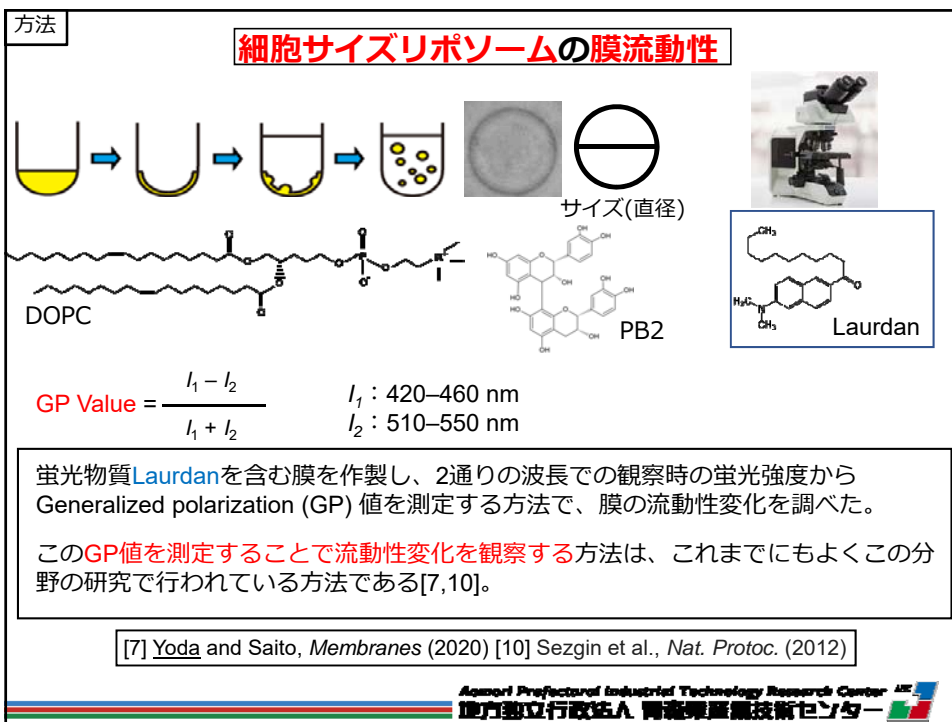 方法
細胞サイズリポソームの膜流動性
サイズ(直径)
DOPC
PB2
Laurdan
GP Value = (I1 – I2) / (I1 + I2)
I1：420–460 nm
I2：510–550 nm
蛍光物質Laurdanを含む膜を作製し、2通りの波長での観察時の蛍光強度から
Generalized polarization (GP) 値を測定する方法で、膜の流動性変化を調べた。
このGP値を測定することで流動性変化を観察する方法は、これまでにもよくこの分
野の研究で行われている方法である[7,10]。
[7] Yoda and Saito, Membranes (2020) [10] Sezgin et al., Nat. Protoc. (2012)
Aomori Prefectural Industrial Technology Research Center
地方独立行政法人 青森県産業技術センター